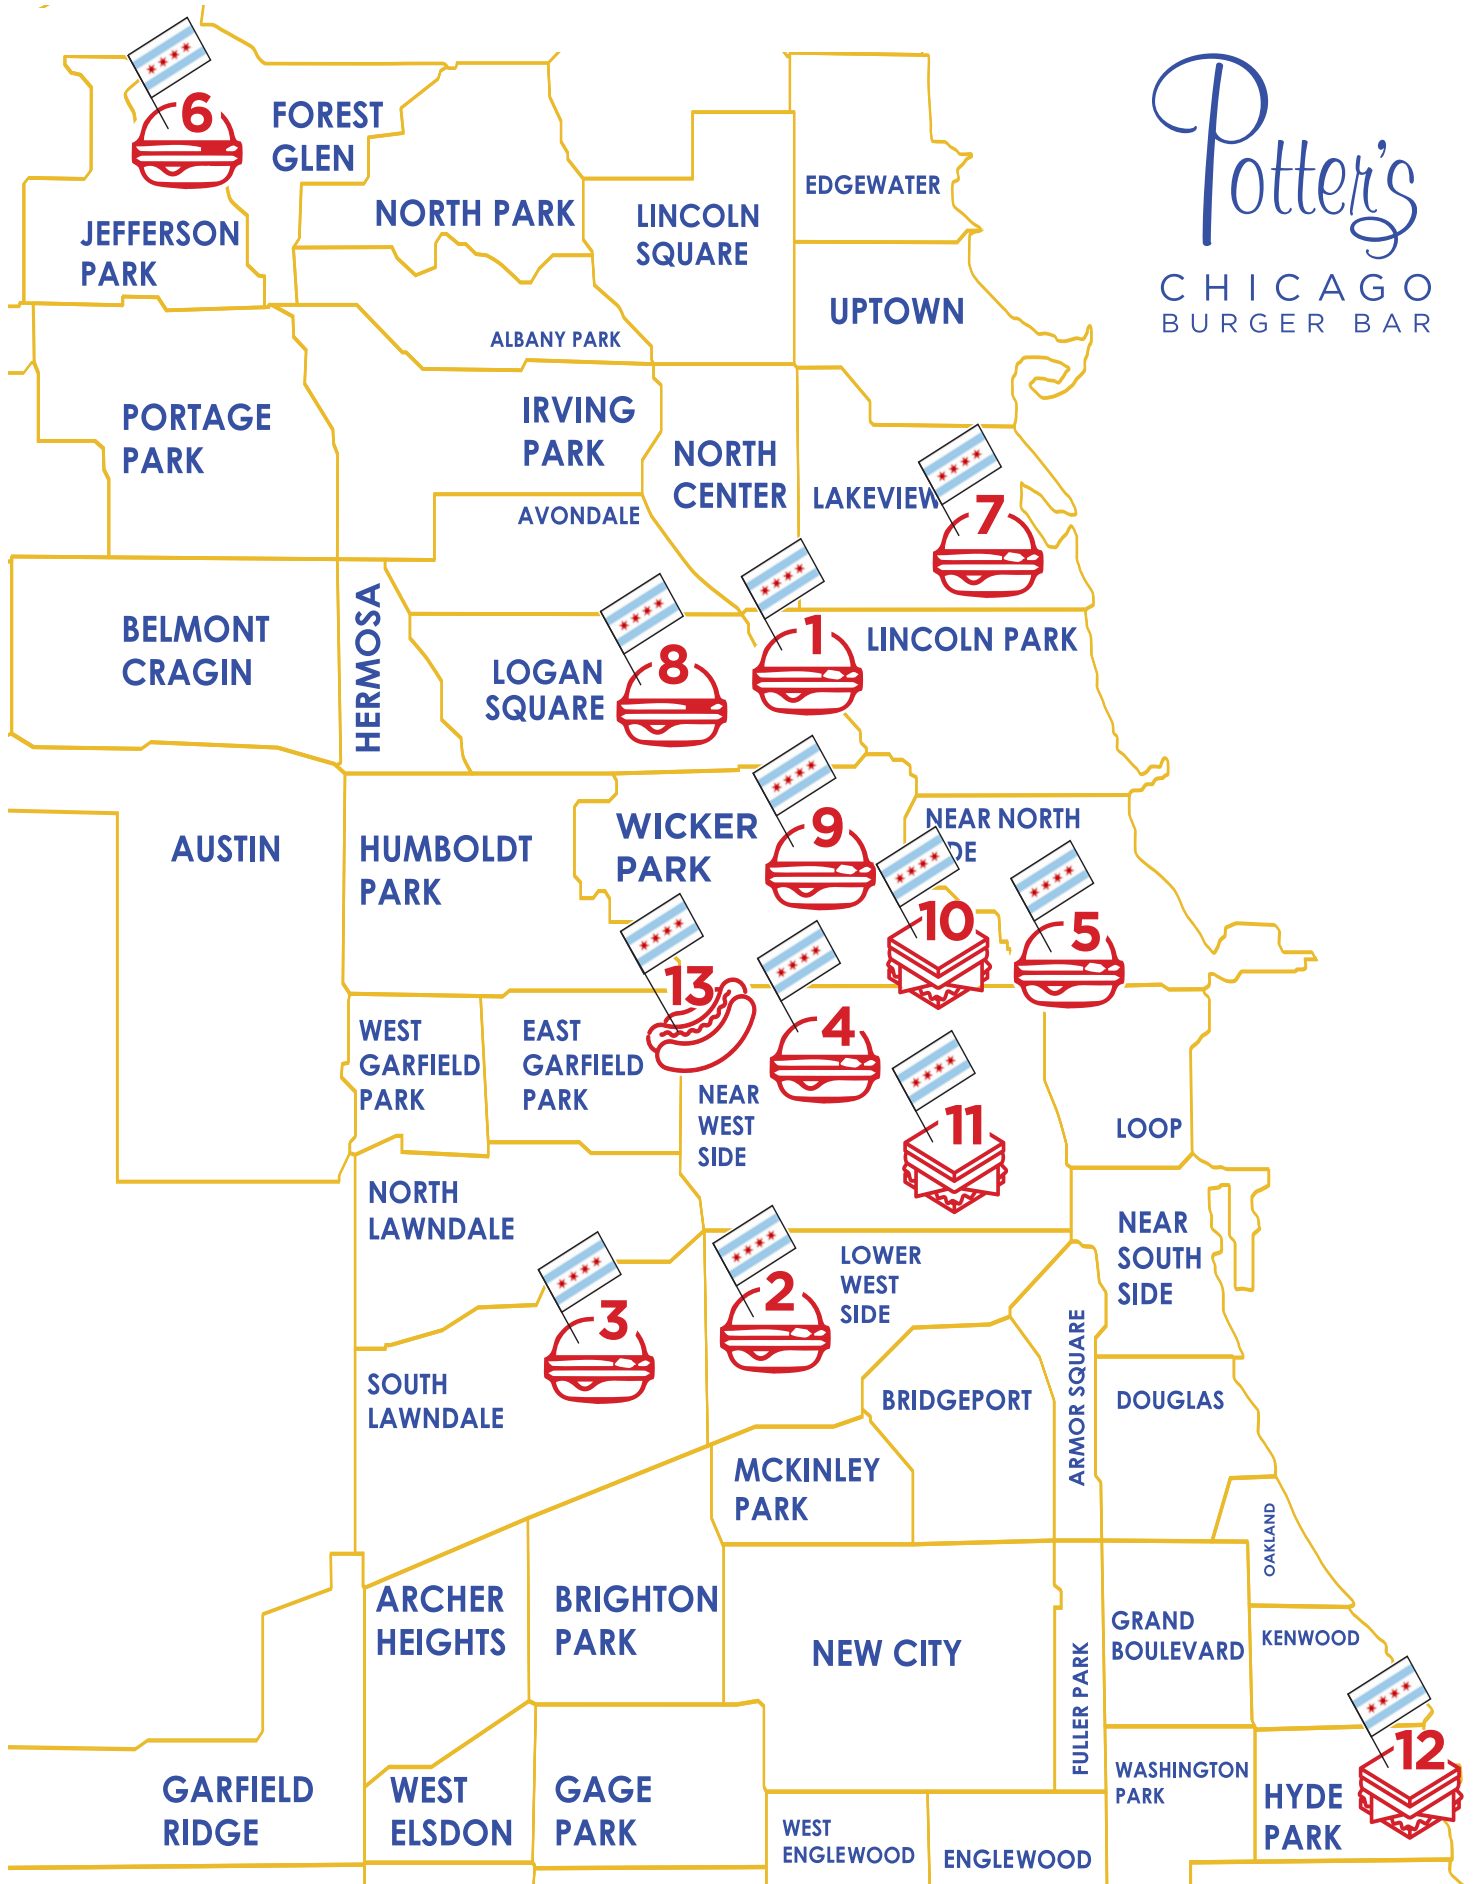 Potter's
CHICAGO
BURGER BAR
6
FOREST
GLEN
JEFFERSON
PARK
NORTH PARK
LINCOLN
SQUARE
EDGEWATER
UPTOWN
ALBANY PARK
PORTAGE
PARK
IRVING
PARK
AVONDALE
NORTH
CENTER
LAKEVIEW
7
BELMONT
CRAGIN
HERMOSA
LOGAN
SQUARE
8
1
LINCOLN PARK
AUSTIN
HUMBOLDT
PARK
WICKER
PARK
9
NEAR NORTH
DE
10
5
13
4
WEST
GARFIELD
PARK
EAST
GARFIELD
PARK
NEAR
WEST
SIDE
11
LOOP
NORTH
LAWNDALE
3
2
LOWER
WEST
SIDE
NEAR
SOUTH
SIDE
SOUTH
LAWNDALE
BRIDGEPORT
ARMOR SQUARE
DOUGLAS
MCKINLEY
PARK
OAKLAND
ARCHER
HEIGHTS
BRIGHTON
PARK
NEW CITY
FULLER PARK
GRAND
BOULEVARD
KENWOOD
12
GARFIELD
RIDGE
WEST
ELSDON
GAGE
PARK
WEST
ENGLEWOOD
ENGLEWOOD
WASHINGTON
PARK
HYDE
PARK